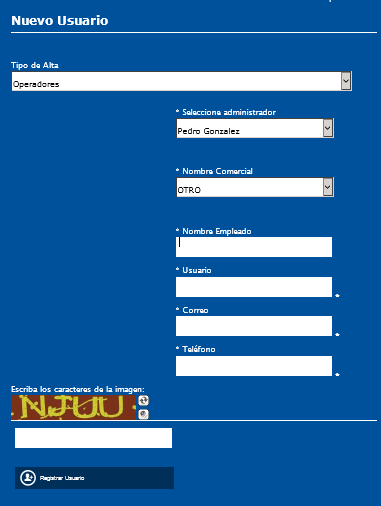 Nuevo Usuario
Tipo de Alta
Operadores
* Seleccione administrador
Pedro Gonzalez
* Nombre Comercial
OTRO
* Nombre Empleado
* Usuario
*
* Correo
*
* Teléfono
*
Escriba los caracteres de la imagen:
NJUU
Registrar Usuario